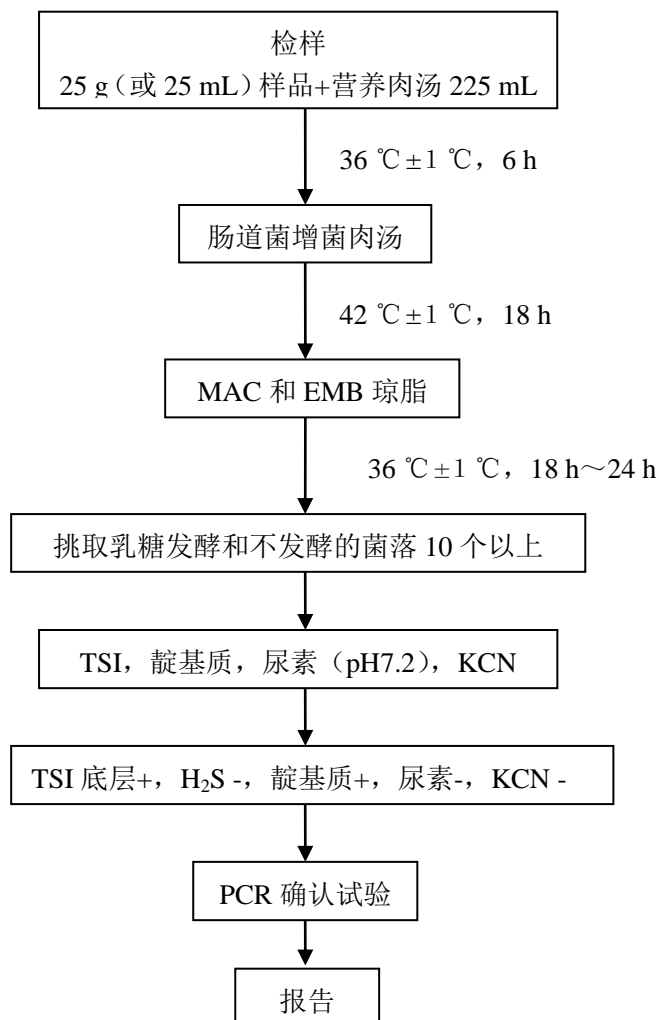 检样
25 g（或 25 mL）样品+营养肉汤 225 mL
36 ℃±1 ℃，6 h
肠道菌增菌肉汤
42 ℃±1 ℃，18 h
MAC 和 EMB 琼脂
36 ℃±1 ℃，18 h～24 h
挑取乳糖发酵和不发酵的菌落 10 个以上
TSI，靛基质，尿素（pH7.2），KCN
TSI 底层+，H₂S -，靛基质+，尿素-，KCN -
PCR 确认试验
报告